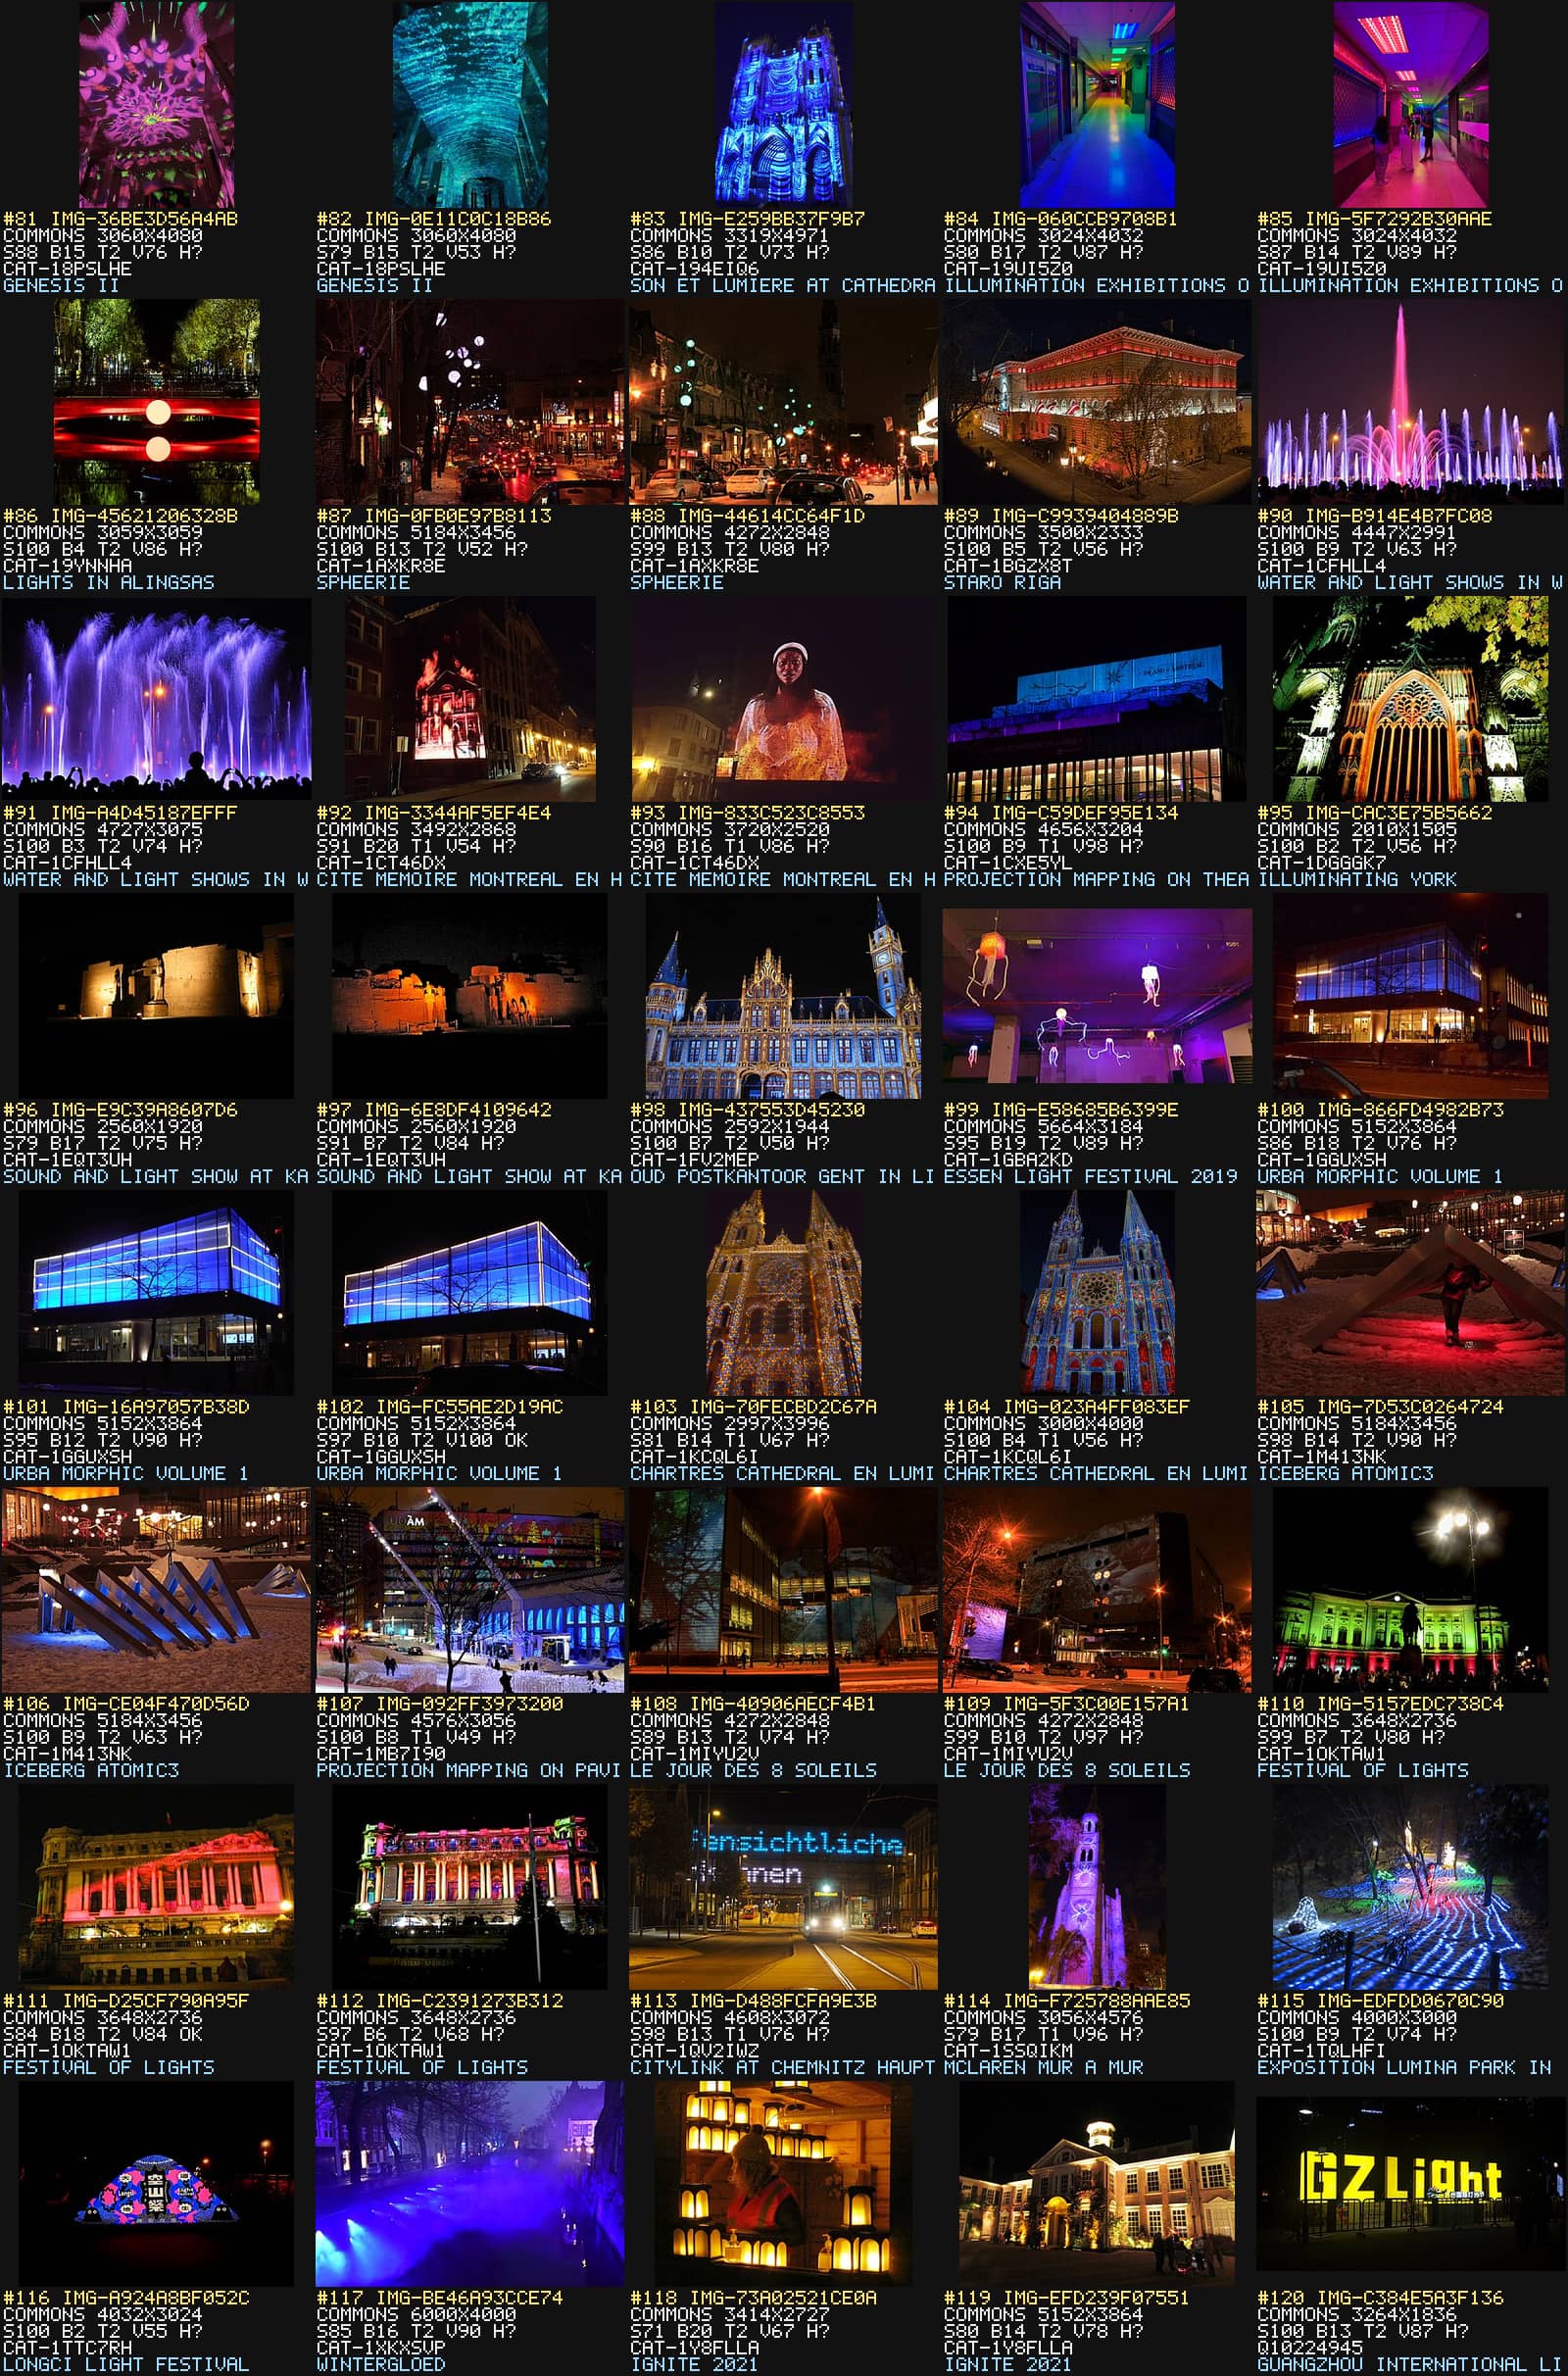 #81 IMG-36BE3D56A4AB
COMMONS 3060X4080
S88 B15 T2 V76 H?
CAT-18PSLHE
GENESIS II
#82 IMG-0E11C0C18B86
COMMONS 3060X4080
S79 B15 T2 V53 H?
CAT-18PSLHE
GENESIS II
#83 IMG-E259BB37F9B7
COMMONS 3319X4971
S86 B10 T2 V73 H?
CAT-194EIQ6
SON ET LUMIERE AT CATHEDRA
#84 IMG-060CCB9708B1
COMMONS 3024X4032
S80 B17 T2 V87 H?
CAT-19UI5Z0
ILLUMINATION EXHIBITIONS O
#85 IMG-5F7292B30AAE
COMMONS 3024X4032
S87 B14 T2 V89 H?
CAT-19UI5Z0
ILLUMINATION EXHIBITIONS O
#86 IMG-45621206328B
COMMONS 3059X3059
S100 B4 T2 V86 H?
CAT-19YNNHA
LIGHTS IN ALINGSAS
#87 IMG-0FB0E97B8113
COMMONS 5184X3456
S100 B13 T2 V52 H?
CAT-1AXKR8E
SPHEERIE
#88 IMG-44614CC64F1D
COMMONS 4272X2848
S99 B13 T2 V80 H?
CAT-1AXKR8E
SPHEERIE
#89 IMG-C9939404889B
COMMONS 3500X2333
S100 B5 T2 V56 H?
CAT-1BGZX8T
STARO RIGA
#90 IMG-B914E4B7FC08
COMMONS 4447X2991
S100 B9 T2 V63 H?
CAT-1CFHLL4
WATER AND LIGHT SHOWS IN W
#91 IMG-A4D45187EFFF
COMMONS 4727X3075
S100 B3 T2 V74 H?
CAT-1CFHLL4
WATER AND LIGHT SHOWS IN W
#92 IMG-3344AF5EF4E4
COMMONS 3492X2868
S91 B20 T1 V54 H?
CAT-1CT46DX
CITE MEMOIRE MONTREAL EN H
#93 IMG-833C523C8553
COMMONS 3720X2520
S90 B16 T1 V86 H?
CAT-1CT46DX
CITE MEMOIRE MONTREAL EN H
#94 IMG-C59DEF95E134
COMMONS 4656X3204
S100 B9 T1 V98 H?
CAT-1CXE5YL
PROJECTION MAPPING ON THEA
#95 IMG-CAC3E75B5662
COMMONS 2010X1505
S100 B2 T2 V56 H?
CAT-1DGGGK7
ILLUMINATING YORK
#96 IMG-E9C39A8607D6
COMMONS 2560X1920
S79 B17 T2 V75 H?
CAT-1EQT3UH
SOUND AND LIGHT SHOW AT KA
#97 IMG-6E8DF4109642
COMMONS 2560X1920
S91 B7 T2 V84 H?
CAT-1EQT3UH
SOUND AND LIGHT SHOW AT KA
#98 IMG-437553D45230
COMMONS 2592X1944
S100 B7 T2 V50 H?
CAT-1FV2MEP
OUD POSTKANTOOR GENT IN LI
#99 IMG-E58685B6399E
COMMONS 5664X3184
S95 B19 T2 V89 H?
CAT-1GBA2KD
ESSEN LIGHT FESTIVAL 2019
#100 IMG-866FD4982B73
COMMONS 5152X3864
S86 B18 T2 V76 H?
CAT-1GGUXSH
URBA MORPHIC VOLUME 1
#101 IMG-16A97057B38D
COMMONS 5152X3864
S95 B12 T2 V90 H?
CAT-1GGUXSH
URBA MORPHIC VOLUME 1
#102 IMG-FC55AE2D19AC
COMMONS 5152X3864
S97 B10 T2 V100 OK
CAT-1GGUXSH
URBA MORPHIC VOLUME 1
#103 IMG-70FECBD2C67A
COMMONS 2997X3996
S81 B14 T1 V67 H?
CAT-1KCQL6I
CHARTRES CATHEDRAL EN LUMI
#104 IMG-023A4FF083EF
COMMONS 3000X4000
S100 B4 T1 V56 H?
CAT-1KCQL6I
CHARTRES CATHEDRAL EN LUMI
#105 IMG-7D53C0264724
COMMONS 5184X3456
S98 B14 T2 V90 H?
CAT-1M413NK
ICEBERG ATOMIC3
UQAM
#106 IMG-CE04F470D56D
COMMONS 5184X3456
S100 B9 T2 V63 H?
CAT-1M413NK
ICEBERG ATOMIC3
#107 IMG-092FF3973200
COMMONS 4576X3056
S100 B8 T1 V49 H?
CAT-1MB7I90
PROJECTION MAPPING ON PAVI
#108 IMG-40906AECF4B1
COMMONS 4272X2848
S89 B13 T2 V74 H?
CAT-1MIYU2V
LE JOUR DES 8 SOLEILS
#109 IMG-5F3C00E157A1
COMMONS 4272X2848
S99 B10 T2 V97 H?
CAT-1MIYU2V
LE JOUR DES 8 SOLEILS
#110 IMG-5157EDC738C4
COMMONS 3648X2736
S99 B7 T2 V80 H?
CAT-1OKTAW1
FESTIVAL OF LIGHTS
ensichtliche
#111 IMG-D25CF790A95F
COMMONS 3648X2736
S84 B18 T2 V84 OK
CAT-1OKTAW1
FESTIVAL OF LIGHTS
#112 IMG-C2391273B312
COMMONS 3648X2736
S97 B6 T2 V68 H?
CAT-1OKTAW1
FESTIVAL OF LIGHTS
#113 IMG-D488FCFA9E3B
COMMONS 4608X3072
S98 B13 T1 V76 H?
CAT-1QV2IWZ
CITYLINK AT CHEMNITZ HAUPT
#114 IMG-F725788AAE85
COMMONS 3056X4576
S79 B17 T1 V96 H?
CAT-1SSQIKM
MCLAREN MUR A MUR
#115 IMG-EDFDD0670C90
COMMONS 4000X3000
S100 B9 T2 V74 H?
CAT-1TQLHFI
EXPOSITION LUMINA PARK IN
GZ Light
#116 IMG-A924A8BF052C
COMMONS 4032X3024
S100 B2 T2 V55 H?
CAT-1TTC7RH
LONGCI LIGHT FESTIVAL
#117 IMG-BE46A93CCE74
COMMONS 6000X4000
S85 B16 T2 V90 H?
CAT-1XKXSVP
WINTERGLOED
#118 IMG-73A02521CE0A
COMMONS 3414X2727
S71 B20 T2 V67 H?
CAT-1Y8FLLA
IGNITE 2021
#119 IMG-EFD239F07551
COMMONS 5152X3864
S80 B14 T2 V78 H?
CAT-1Y8FLLA
IGNITE 2021
#120 IMG-C384E5A3F136
COMMONS 3264X1836
S100 B13 T2 V87 H?
Q10224945
GUANGZHOU INTERNATIONAL LI